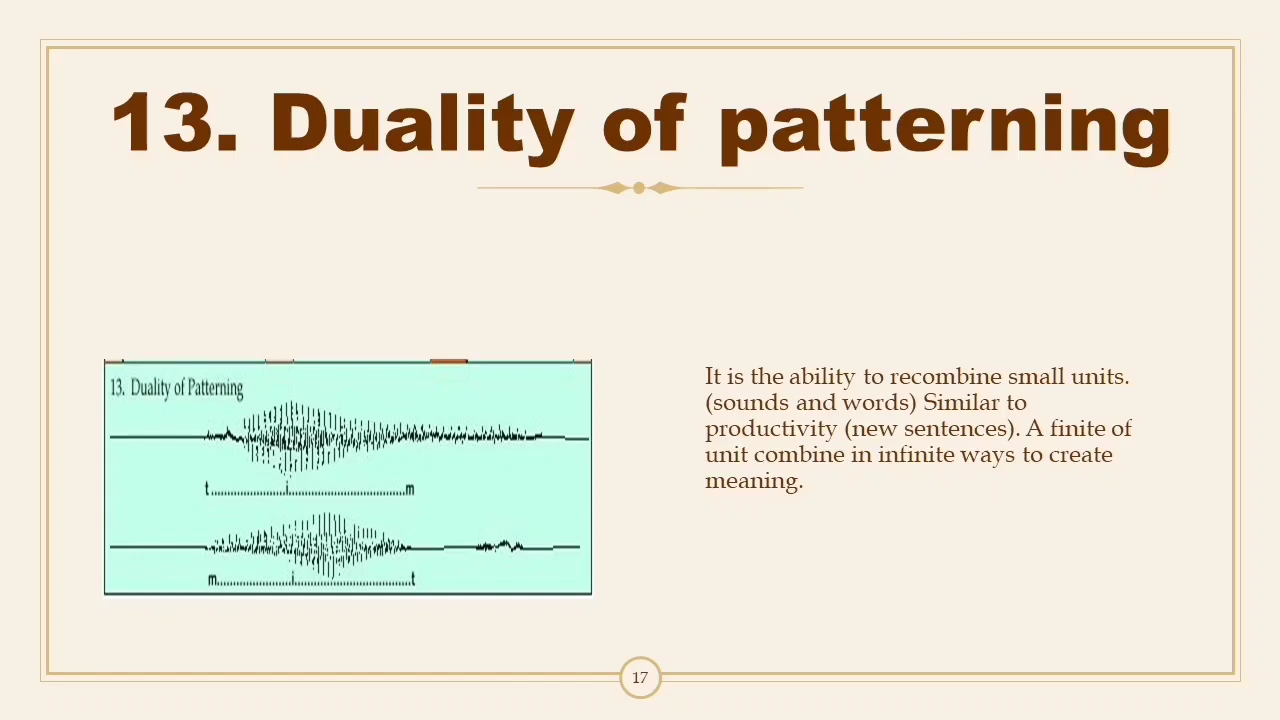 13. Duality of patterning
13. Duality of Patterning
t i m
m i t
It is the ability to recombine small units.
(sounds and words) Similar to
productivity (new sentences). A finite of
unit combine in infinite ways to create
meaning.
17